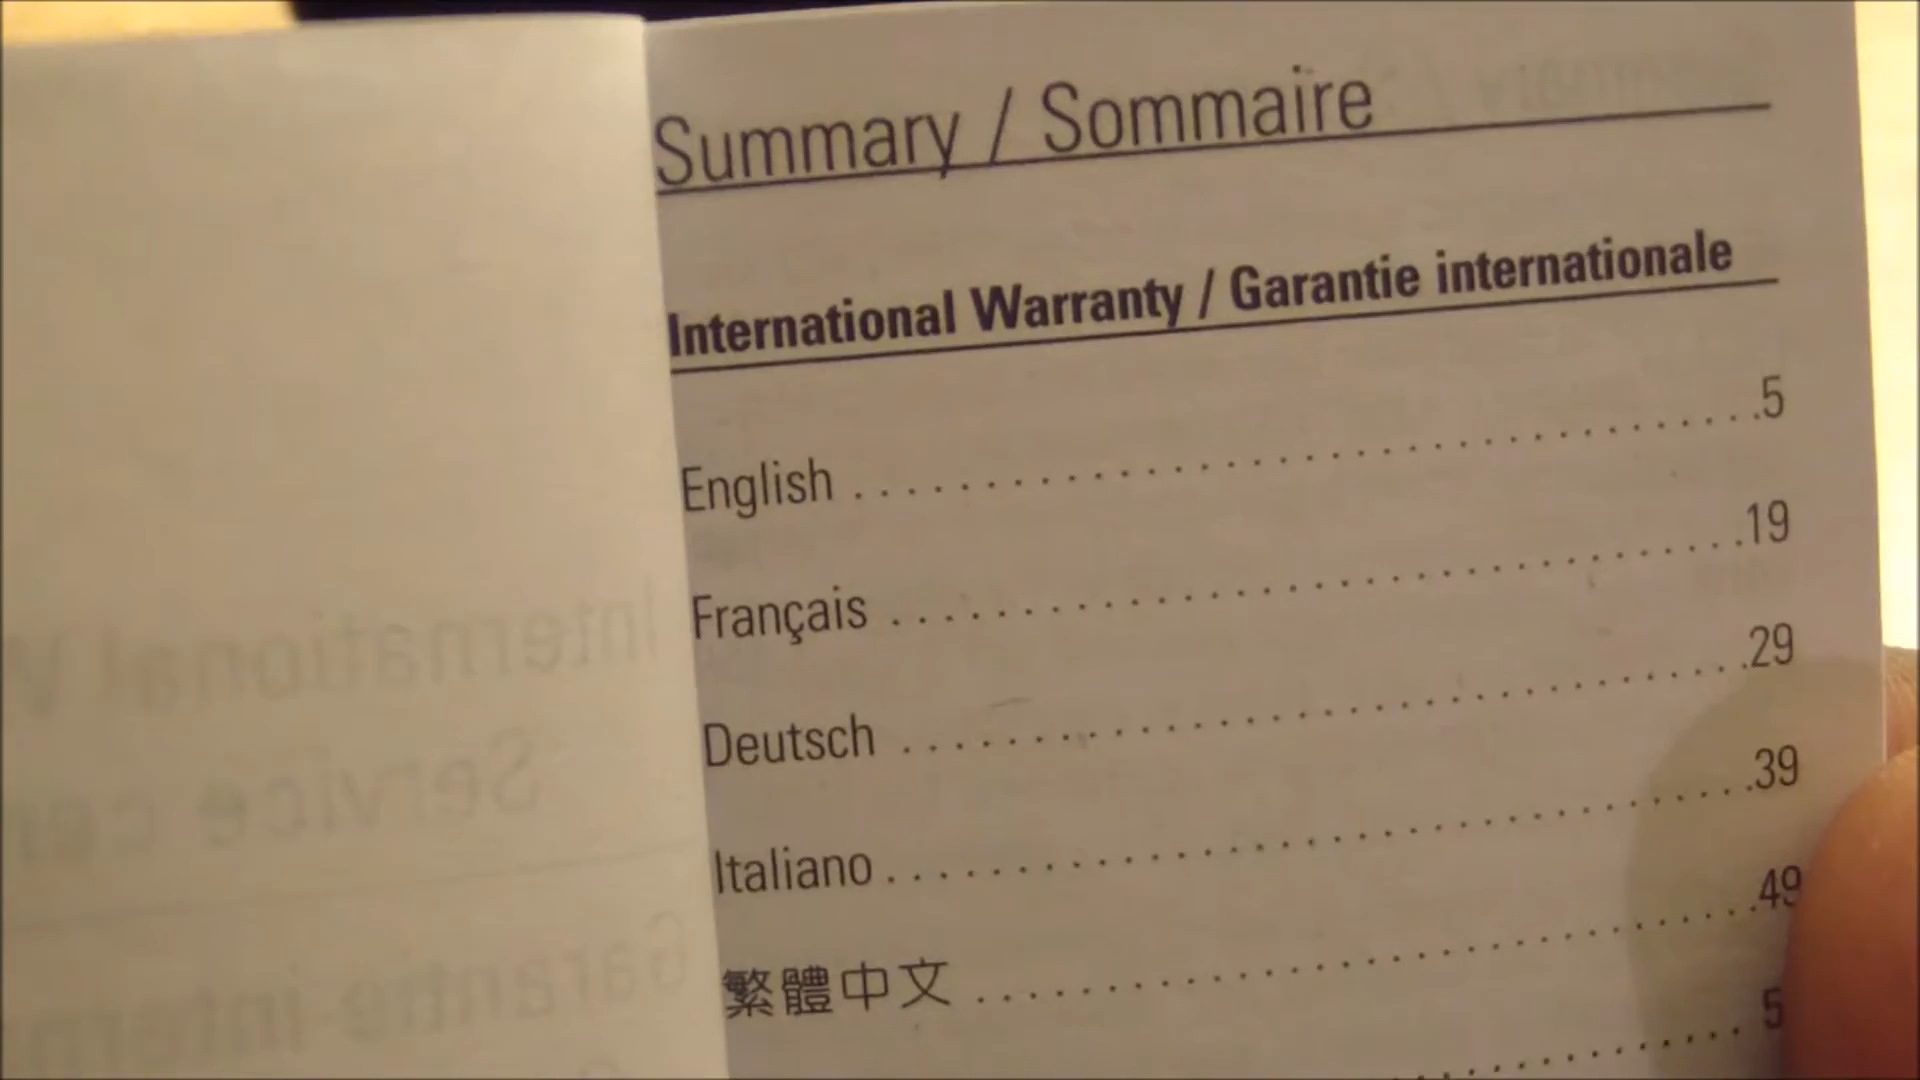 Summary / Sommaire
International Warranty / Garantie internationale
English . . . . . . . . . . . . . . . . . . . . . . . . . . . . . . . . . . .5
Français . . . . . . . . . . . . . . . . . . . . . . . . . . . . . . . . .19
Deutsch . . . . . . . . . . . . . . . . . . . . . . . . . . . . . . . . .29
Italiano . . . . . . . . . . . . . . . . . . . . . . . . . . . . . . . . .39
繁體中文 . . . . . . . . . . . . . . . . . . . . . . . . . . . . . .49